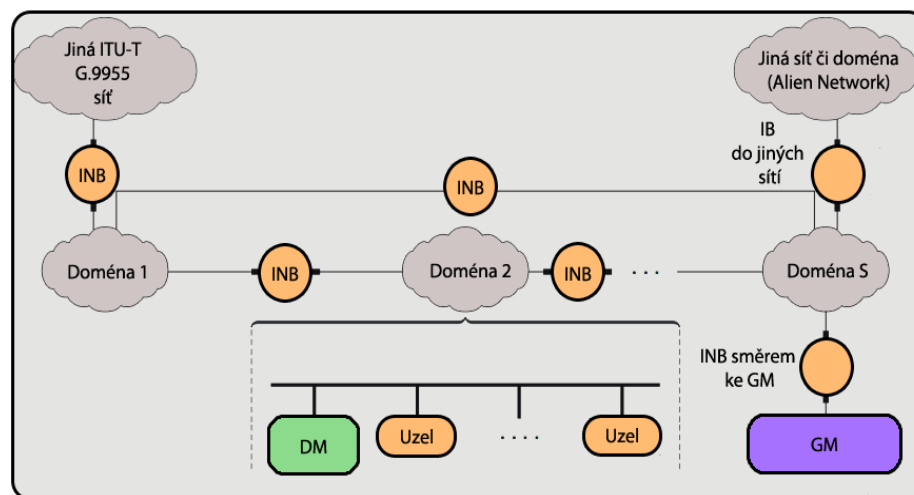 Jiná ITU-T
G.9955
síť
Jiná síť či doména
(Alien Network)
IB
do jiných
sítí
INB
INB
Doména 1
INB
Doména 2
INB
. . .
Doména S
INB směrem
ke GM
DM
Uzel
. . . .
Uzel
GM